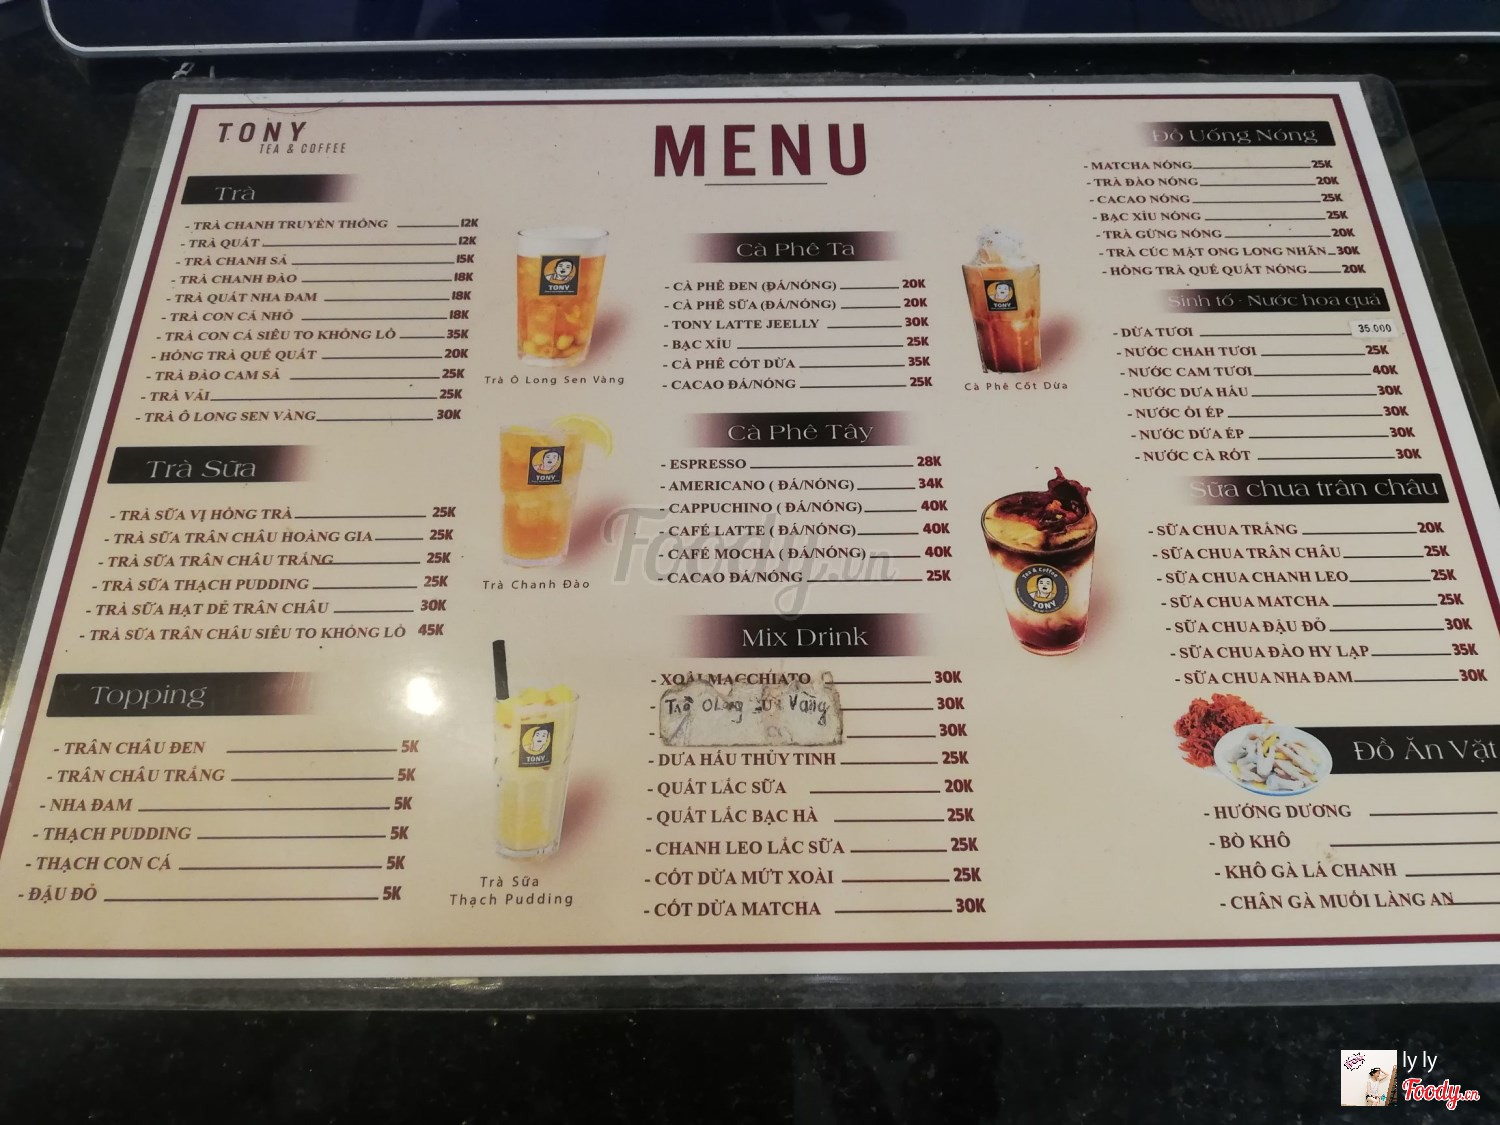 TONY
TEA & COFFEE
MENU
Trà
- TRÀ CHANH TRUYỀN THỐNG 12K
- TRÀ QUẤT 12K
- TRÀ CHANH SẢ 15K
- TRÀ CHANH ĐÀO 18K
- TRÀ QUẤT NHA ĐAM 18K
- TRÀ CON CÁ NHỎ 18K
- TRÀ CON CÁ SIÊU TO KHỔNG LỒ 35K
- HỒNG TRÀ QUẾ QUẤT 20K
- TRÀ ĐÀO CAM SẢ 25K
- TRÀ VẢI 25K
- TRÀ Ô LONG SEN VÀNG 30K
Trà Sữa
- TRÀ SỮA VỊ HỒNG TRÀ 25K
- TRÀ SỮA TRÂN CHÂU HOÀNG GIA 25K
- TRÀ SỮA TRÂN CHÂU TRẮNG 25K
- TRÀ SỮA THẠCH PUDDING 25K
- TRÀ SỮA HẠT DẺ TRÂN CHÂU 30K
- TRÀ SỮA TRÂN CHÂU SIÊU TO KHỔNG LỒ 45K
Topping
- TRÂN CHÂU ĐEN 5K
- TRÂN CHÂU TRẮNG 5K
- NHA ĐAM 5K
- THẠCH PUDDING 5K
- THẠCH CON CÁ 5K
- ĐẬU ĐỎ 5K
TONY
Trà Ô Long Sen Vàng
TONY
Trà Chanh Đào
TONY
Trà Sữa
Thạch Pudding
Cà Phê Ta
- CÀ PHÊ ĐEN (ĐÁ/NÓNG) 20K
- CÀ PHÊ SỮA (ĐÁ/NÓNG) 20K
- TONY LATTE JEELLY 30K
- BẠC XỈU 25K
- CÀ PHÊ CỐT DỪA 35K
- CACAO ĐÁ/NÓNG 25K
Cà Phê Tây
- ESPRESSO 28K
- AMERICANO ( ĐÁ/NÓNG) 34K
- CAPPUCHINO ( ĐÁ/NÓNG) 40K
- CAFÉ LATTE ( ĐÁ/NÓNG) 40K
- CAFÉ MOCHA ( ĐÁ/NÓNG) 40K
- CACAO ĐÁ/NÓNG 25K
Foody.vn
Mix Drink
- XOÀI MACCHIATO 30K
- Trà Olong Vàng 30K
- 30K
- DƯA HẤU THỦY TINH 25K
- QUẤT LẮC SỮA 20K
- QUẤT LẮC BẠC HÀ 25K
- CHANH LEO LẮC SỮA 25K
- CỐT DỪA MỨT XOÀI 25K
- CỐT DỪA MATCHA 30K
TONY
Cà Phê Cốt Dừa
Tea & Coffee
TONY
Đồ Uống Nóng
- MATCHA NÓNG 25K
- TRÀ ĐÀO NÓNG 20K
- CACAO NÓNG 25K
- BẠC XỈU NÓNG 25K
- TRÀ GỪNG NÓNG 20K
- TRÀ CÚC MẬT ONG LONG NHÃN 30K
- HỒNG TRÀ QUẾ QUẤT NÓNG 20K
Sinh tố - Nước hoa quả
- DỪA TƯƠI 35.000
- NƯỚC CHAH TƯƠI 25K
- NƯỚC CAM TƯƠI 40K
- NƯỚC DƯA HẤU 30K
- NƯỚC ỔI ÉP 30K
- NƯỚC DỨA ÉP 30K
- NƯỚC CÀ RỐT 30K
Sữa chua trân châu
- SỮA CHUA TRẮNG 20K
- SỮA CHUA TRÂN CHÂU 25K
- SỮA CHUA CHANH LEO 25K
- SỮA CHUA MATCHA 25K
- SỮA CHUA ĐẬU ĐỎ 30K
- SỮA CHUA ĐÀO HY LẠP 35K
- SỮA CHUA NHA ĐAM 30K
Đồ Ăn Vặt
- HƯỚNG DƯƠNG
- BÒ KHÔ
- KHÔ GÀ LÁ CHANH
- CHÂN GÀ MUỐI LÀNG AN
ly ly
Foody.vn